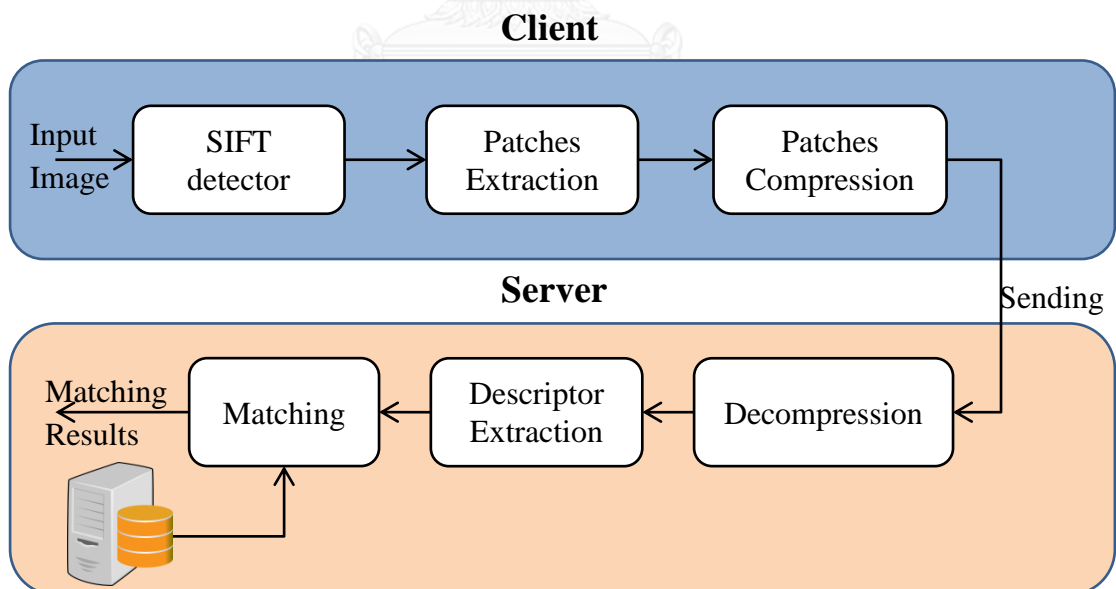 Client
Input
Image
SIFT
detector
Patches
Extraction
Patches
Compression
Sending
Server
Matching
Results
Matching
Descriptor
Extraction
Decompression